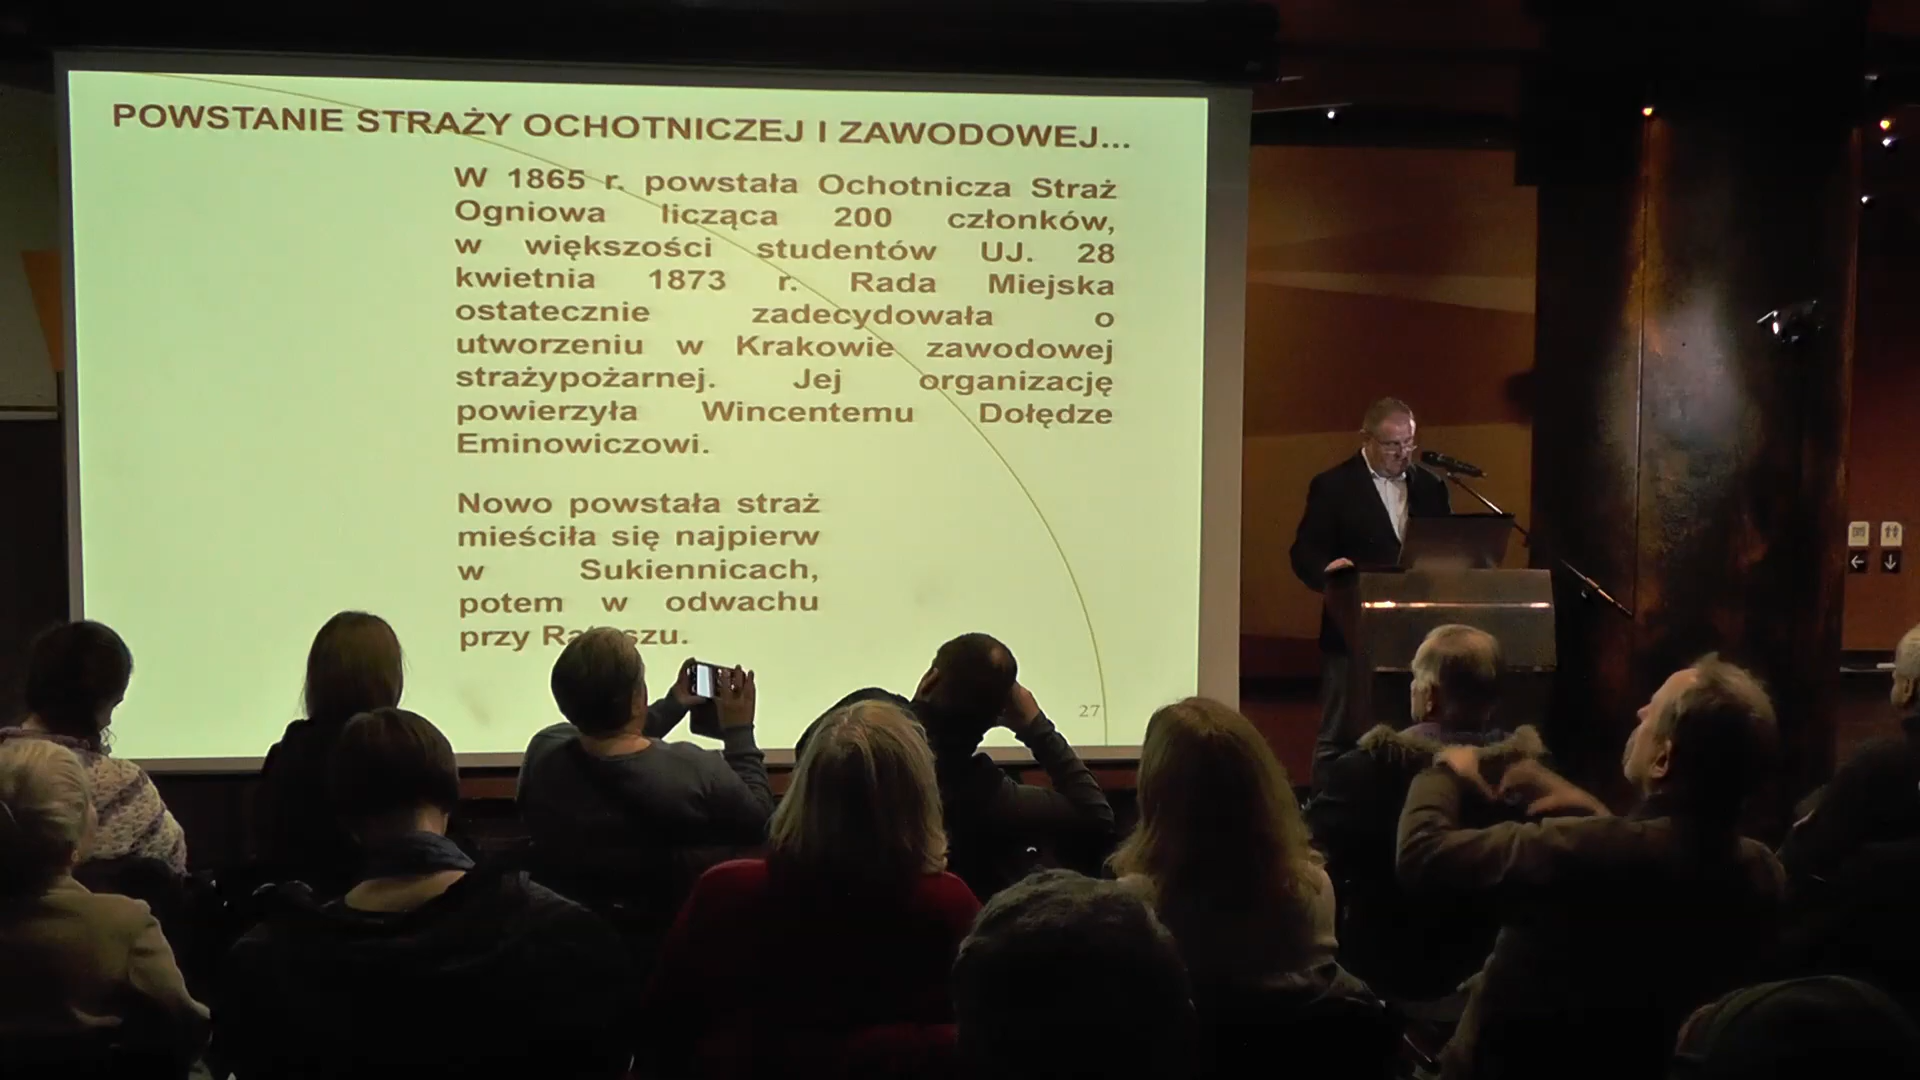 POWSTANIE STRAŻY OCHOTNICZEJ I ZAWODOWEJ...
W 1865 r. powstała Ochotnicza Straż
Ogniowa licząca 200 członków,
w większości studentów UJ. 28
kwietnia 1873 r. Rada Miejska
ostatecznie zadecydowała o
utworzeniu w Krakowie zawodowej
strażypożarnej. Jej organizację
powierzyła Wincentemu Dołędze
Eminowiczowi.
Nowo powstała straż
mieściła się najpierw
w Sukiennicach,
potem w odwachu
przy
27